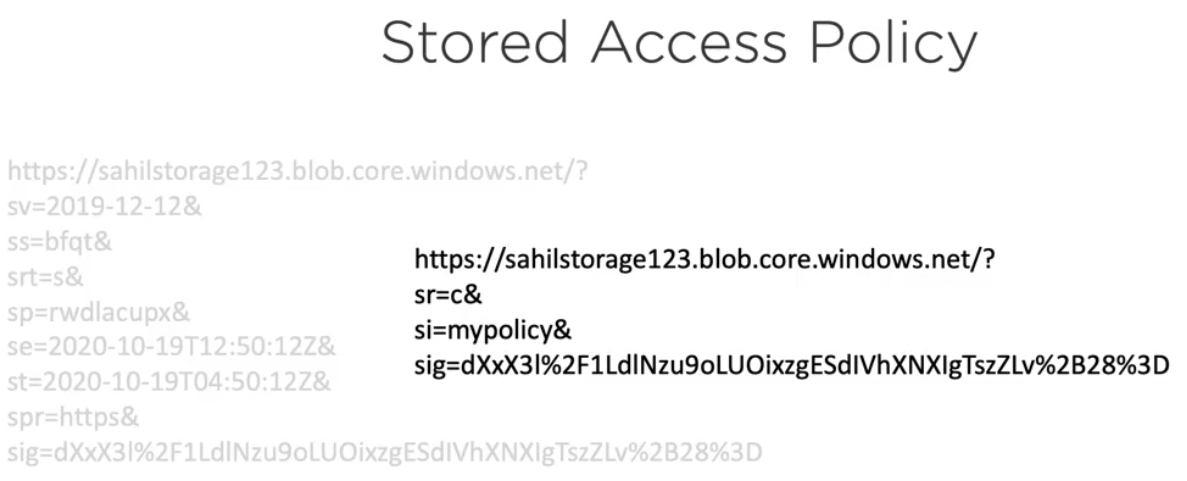 Stored Access Policy
https://sahilstorage123.blob.core.windows.net/?
sv=2019-12-12&
ss=bfqt&
srt=s&
sp=rwdlacupx&
se=2020-10-19T12:50:12Z&
st=2020-10-19T04:50:12Z&
spr=https&
sig=dXxX3l%2F1LdlNzu9oLUOixzgESdIVhXNXIgTszZLv%2B28%3D
https://sahilstorage123.blob.core.windows.net/?
sr=c&
si=mypolicy&
sig=dXxX3l%2F1LdlNzu9oLUOixzgESdIVhXNXIgTszZLv%2B28%3D